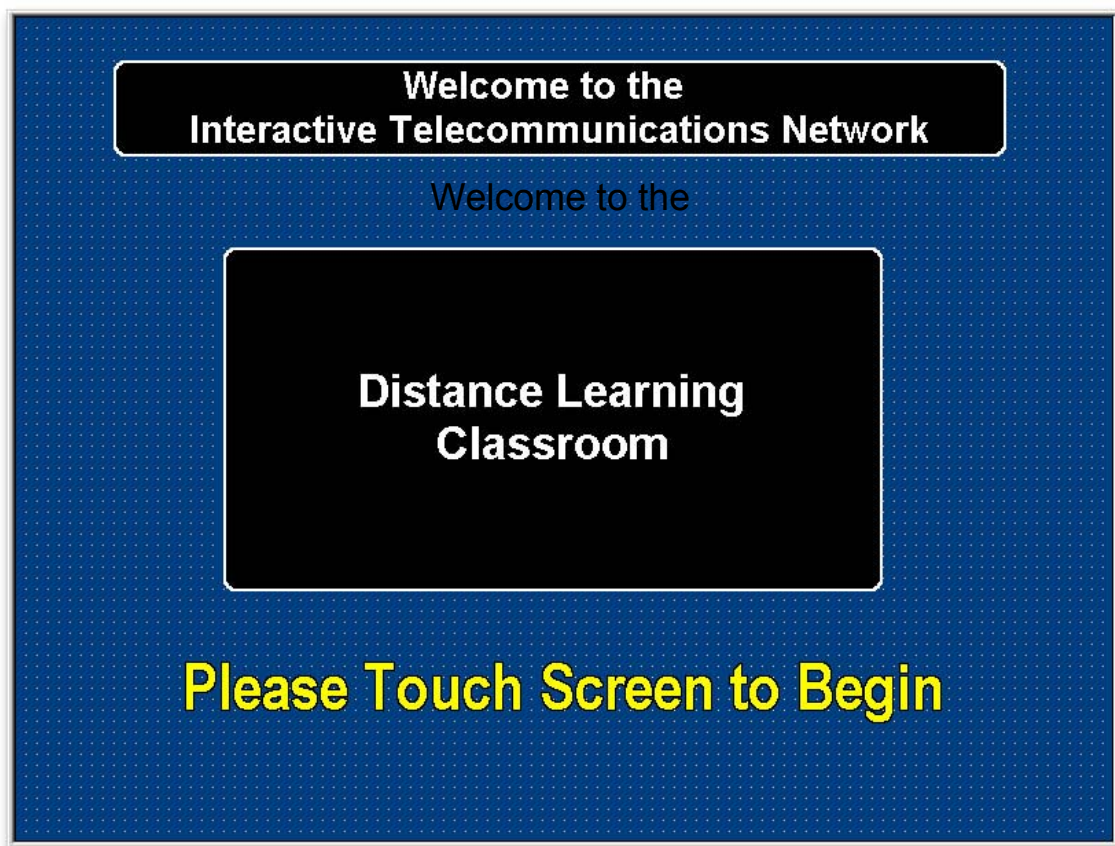 Welcome to the
Interactive Telecommunications Network
Welcome to the
Distance Learning
Classroom
Please Touch Screen to Begin